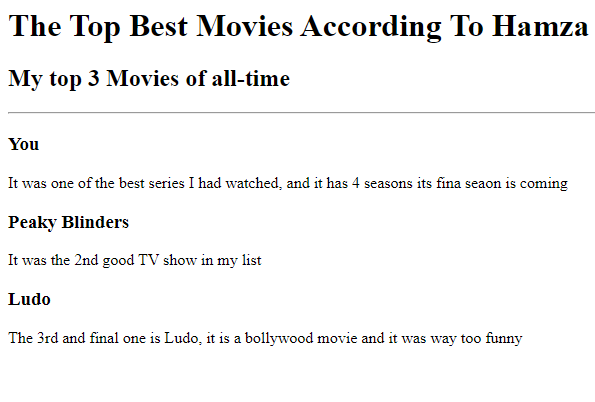 The Top Best Movies According To Hamza
My top 3 Movies of all-time
You
It was one of the best series I had watched, and it has 4 seasons its fina seaon is coming
Peaky Blinders
It was the 2nd good TV show in my list
Ludo
The 3rd and final one is Ludo, it is a bollywood movie and it was way too funny